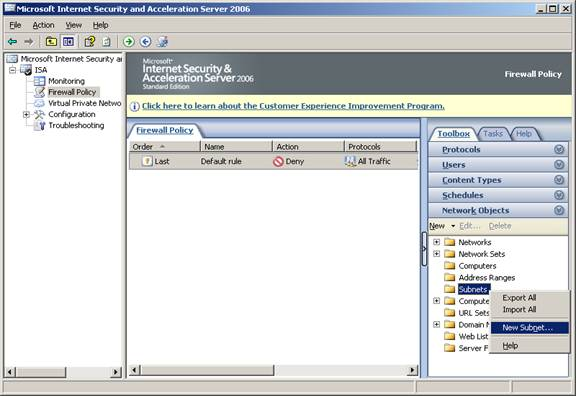 Microsoft Internet Security and Acceleration Server 2006
File Action View Help
Microsoft Internet Security ar
ISA
Monitoring
Firewall Policy
Virtual Private Netwo
Configuration
Troubleshooting
Microsoft®
Internet Security &
Acceleration Server 2006
Standard Edition
Firewall Policy
Click here to learn about the Customer Experience Improvement Program.
Firewall Policy
Order Name Action Protocols
Last Default rule Deny All Traffic
Toolbox Tasks Help
Protocols
Users
Content Types
Schedules
Network Objects
New Edit... Delete
Networks
Network Sets
Computers
Address Ranges
Subnets
Compute
URL Sets
Domain N
Web List
Server F
Export All
Import All
New Subnet...
Help